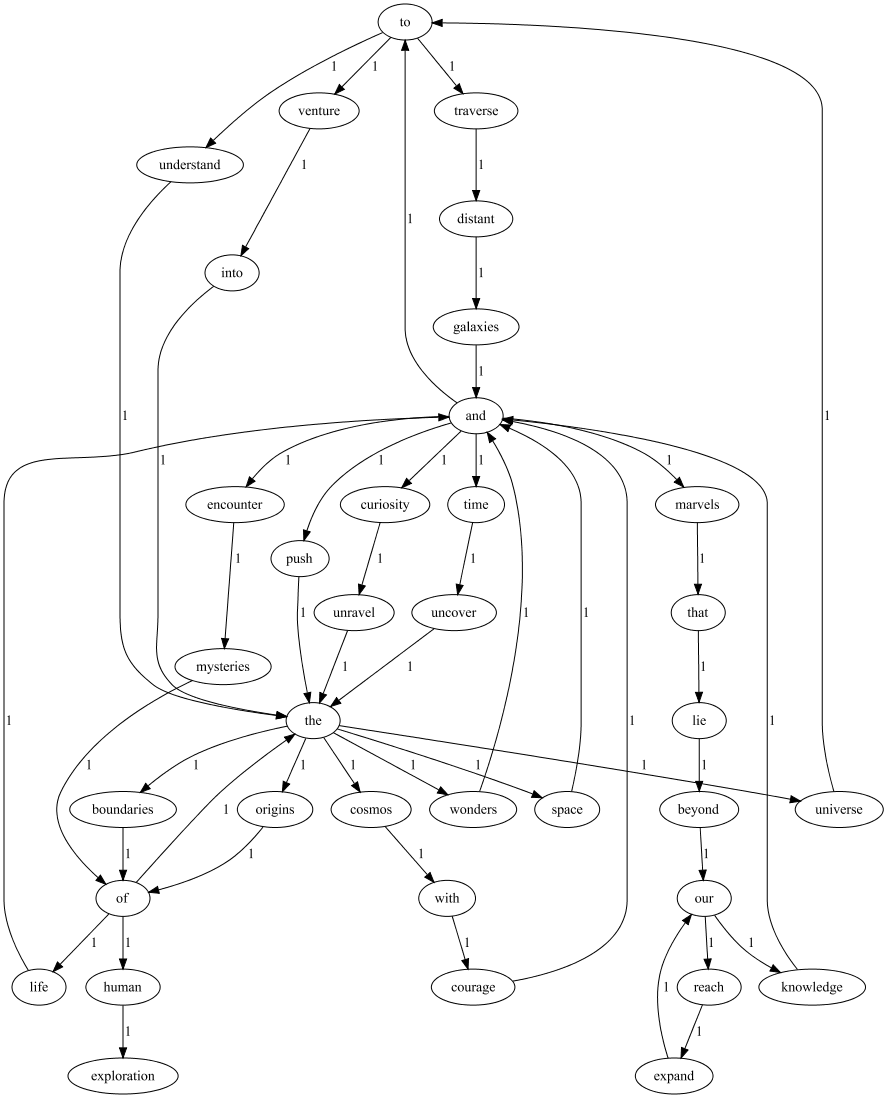 to
1 1 1
venture traverse
understand
1 1
distant
into
1
1
galaxies
1
and
1
1
1 1 1 1 1
encounter curiosity time marvels
1 push 1 1 1
unravel uncover that
1
mysteries 1 1 1
the lie
1 1
1 1 1 1 1 1 1 1
boundaries origins cosmos wonders space beyond universe
1
1 1 1 1
of with our
1 1 1 1 1
life human courage reach knowledge
1
1 1
exploration expand